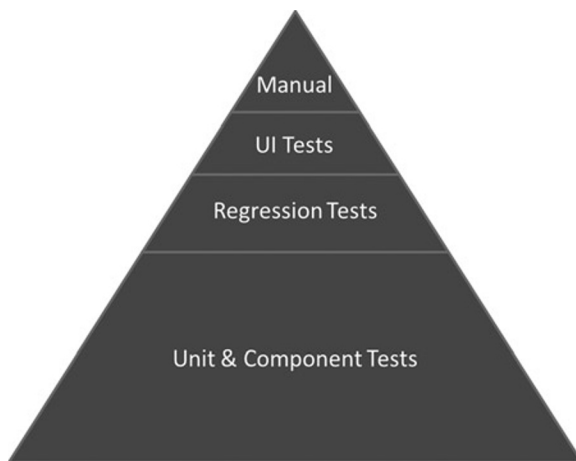 Manual
UI Tests
Regression Tests
Unit & Component Tests